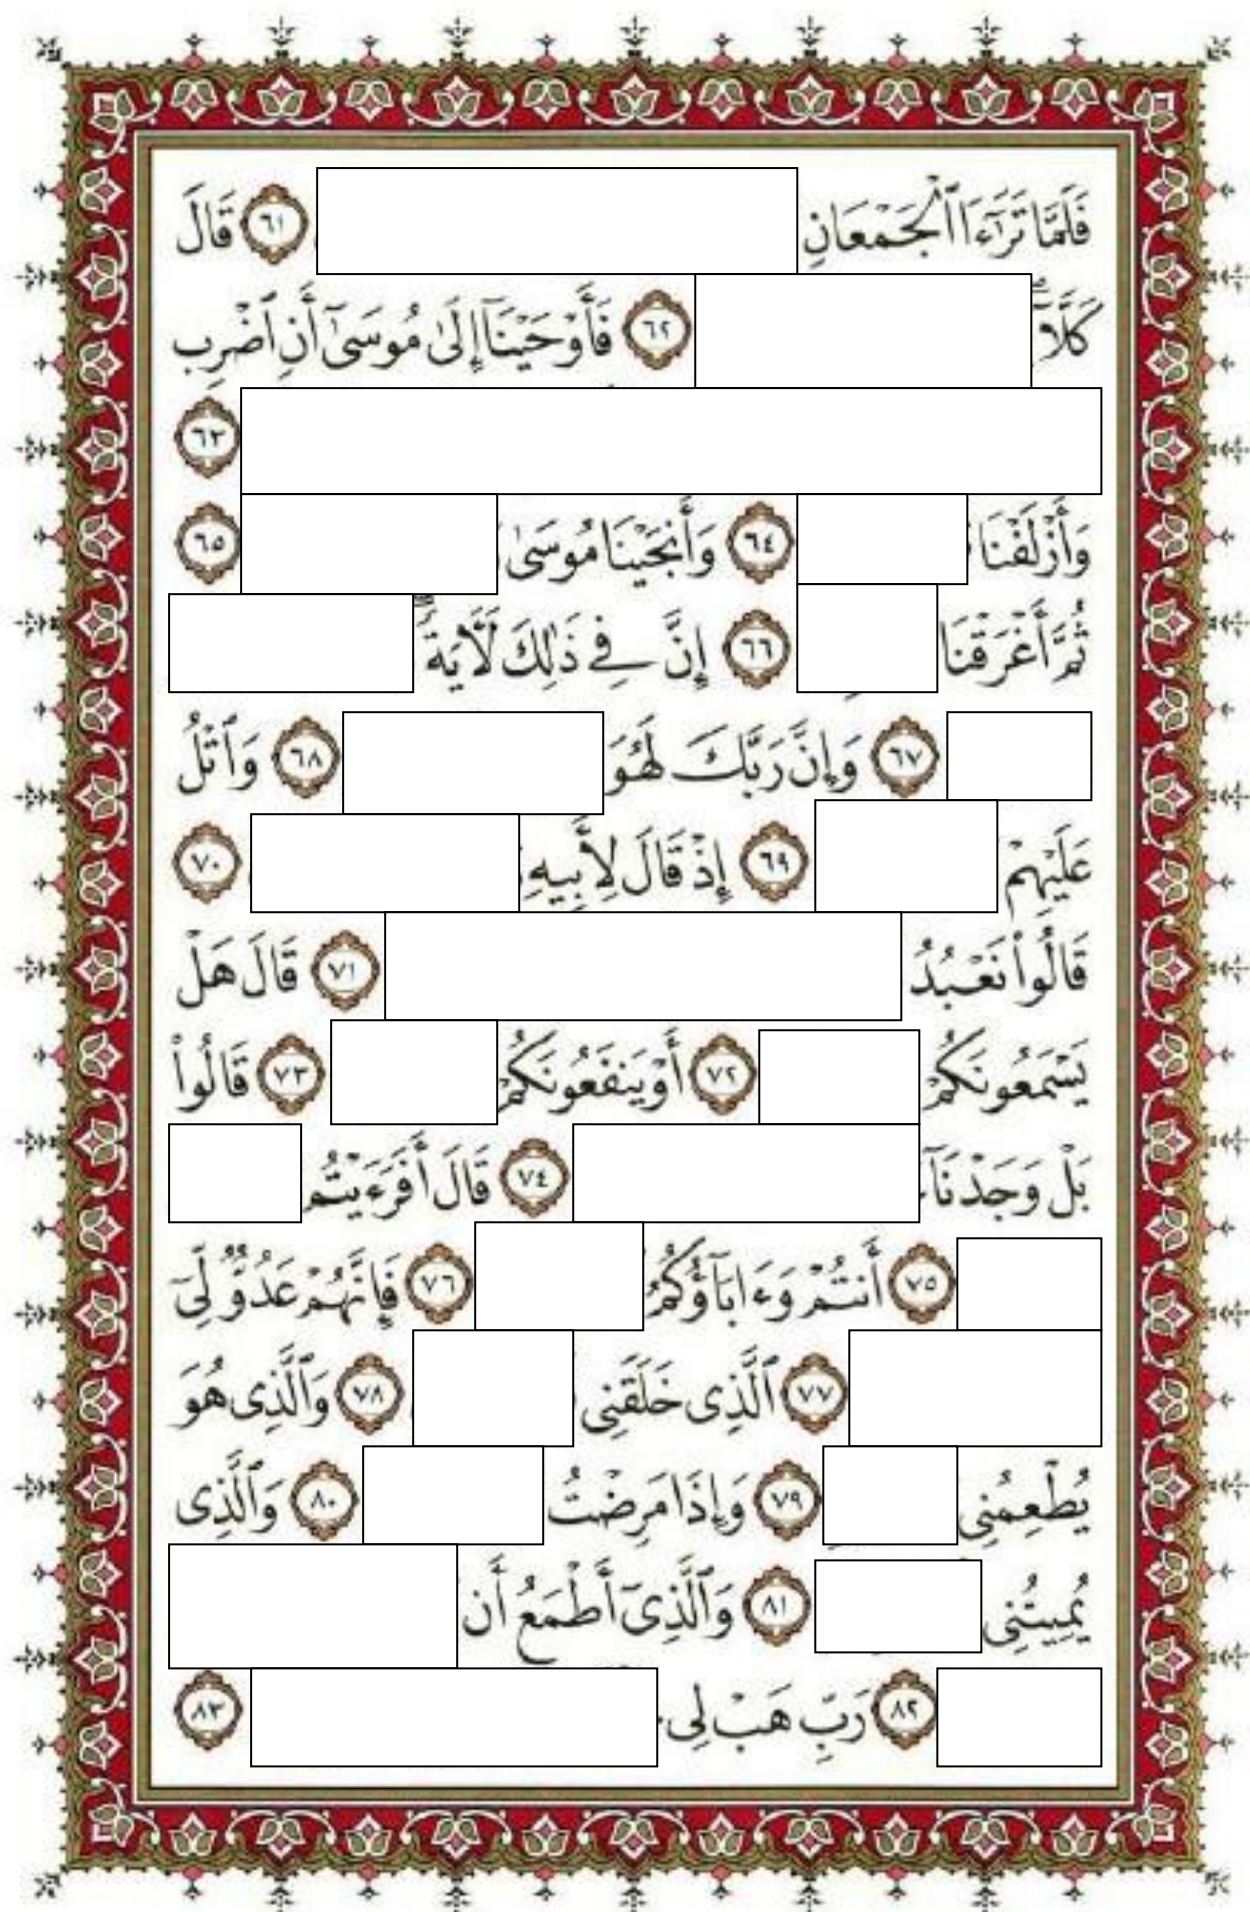 فَلَمَّا تَرَٰٓءَا ٱلْجَمْعَانِ ٦١ قَالَ
كَلَّآ ٦٢ فَأَوْحَيْنَآ إِلَىٰ مُوسَىٰٓ أَنِ ٱضْرِب
٦٣
وَأَزْلَفْنَا ٦٤ وَأَنجَيْنَا مُوسَىٰ ٦٥
ثُمَّ أَغْرَقْنَا ٦٦ إِنَّ فِى ذَٰلِكَ لَـَٔايَةً
٦٧ وَإِنَّ رَبَّكَ لَهُوَ ٦٨ وَٱتْلُ
عَلَيْهِمْ ٦٩ إِذْ قَالَ لِأَبِيهِ ٧٠
قَالُوا۟ نَعْبُدُ ٧١ قَالَ هَلْ
يَسْمَعُونَكُمْ ٧٢ أَوْ يَنفَعُونَكُمْ ٧٣ قَالُوا۟
بَلْ وَجَدْنَآ ٧٤ قَالَ أَفَرَءَيْتُم
٧٥ أَنتُمْ وَءَابَآؤُكُمُ ٧٦ فَإِنَّهُمْ عَدُوٌّ لِّىٓ
٧٧ ٱلَّذِى خَلَقَنِى ٧٨ وَٱلَّذِى هُوَ
يُطْعِمُنِى ٧٩ وَإِذَا مَرِضْتُ ٨٠ وَٱلَّذِى
يُمِيتُنِى ٨١ وَٱلَّذِىٓ أَطْمَعُ أَن
٨٢ رَبِّ هَبْ لِى ٨٣